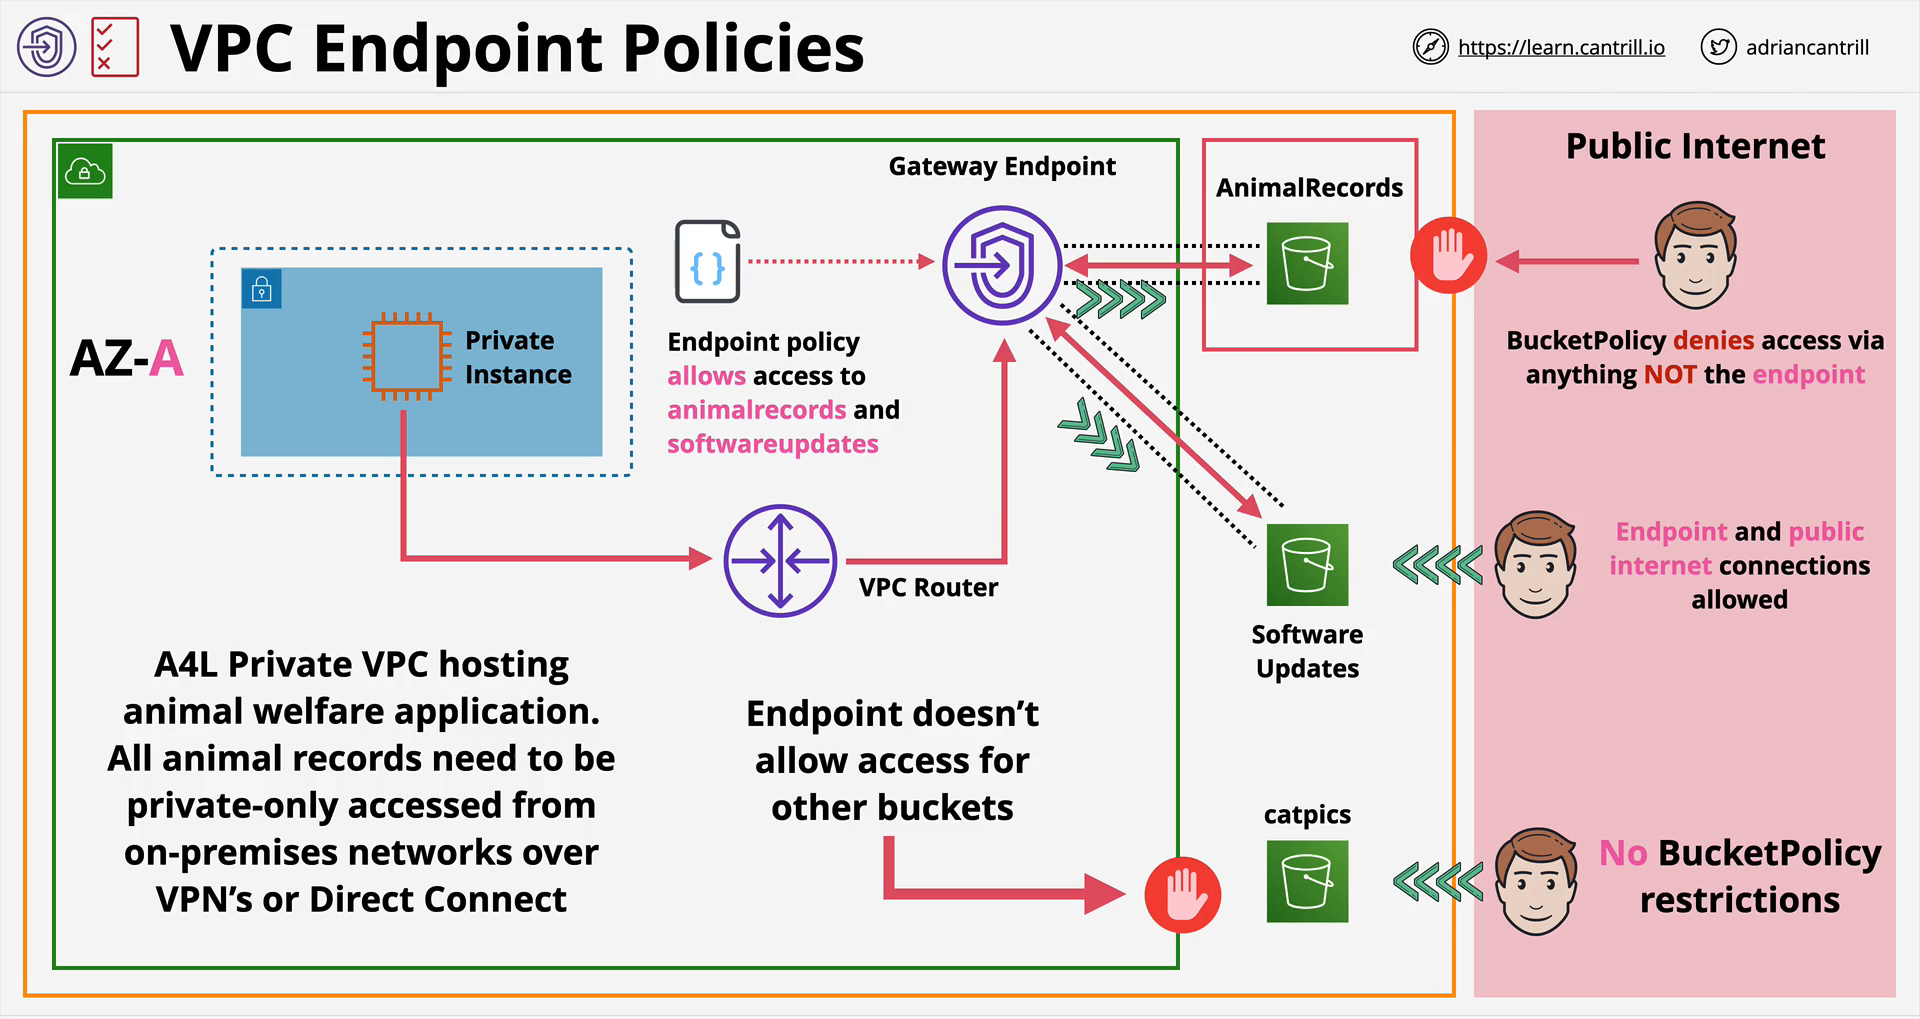 VPC Endpoint Policies
https://learn.cantrill.io
adriancantrill
Public Internet
Gateway Endpoint
AnimalRecords
AZ-A
Private
Instance
{}
Endpoint policy
allows access to
animalrecords and
softwareupdates
BucketPolicy denies access via
anything NOT the endpoint
VPC Router
Endpoint and public
internet connections
allowed
Software
Updates
A4L Private VPC hosting
animal welfare application.
All animal records need to be
private-only accessed from
on-premises networks over
VPN’s or Direct Connect
Endpoint doesn’t
allow access for
other buckets
catpics
No BucketPolicy
restrictions